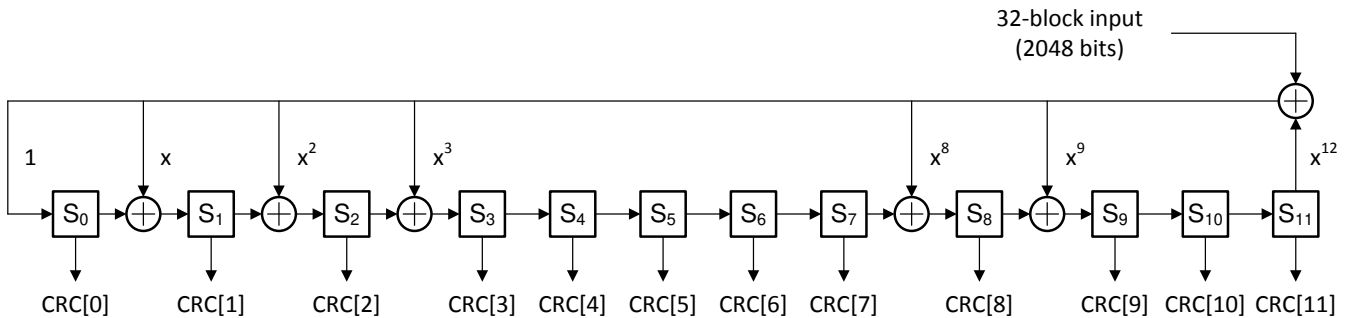 32-block input
(2048 bits)
1 x x² x³ x⁸ x⁹ x¹²
S₀ S₁ S₂ S₃ S₄ S₅ S₆ S₇ S₈ S₉ S₁₀ S₁₁
CRC[0] CRC[1] CRC[2] CRC[3] CRC[4] CRC[5] CRC[6] CRC[7] CRC[8] CRC[9] CRC[10] CRC[11]